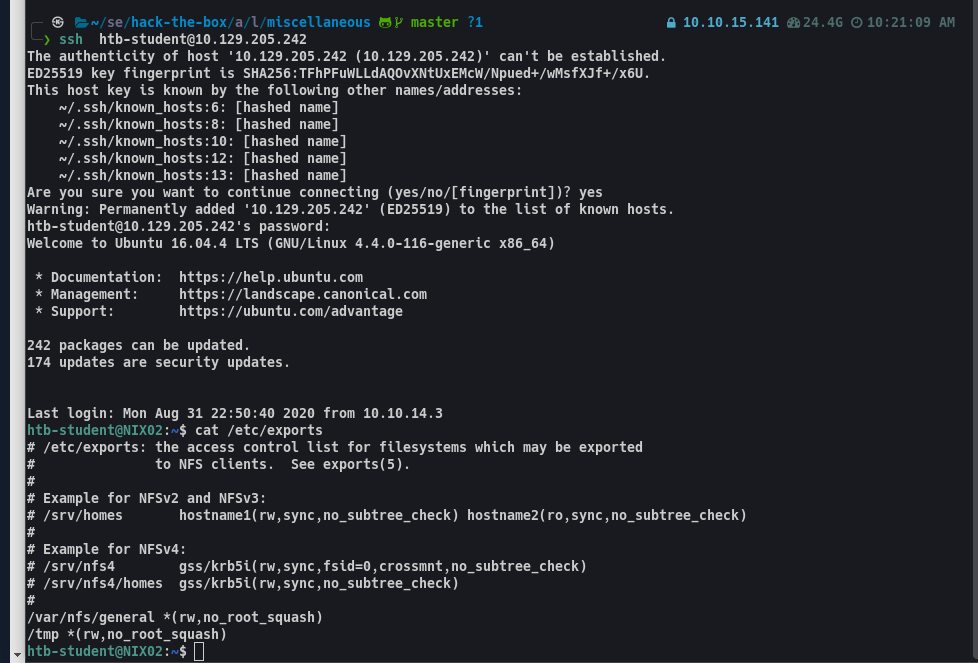 ~/se/hack-the-box/a/l/miscellaneous master ?1 10.10.15.141 24.4G 10:21:09 AM
❯ ssh  htb-student@10.129.205.242
The authenticity of host '10.129.205.242 (10.129.205.242)' can't be established.
ED25519 key fingerprint is SHA256:TFhPFuWLLdAQOvXNtUxEMcW/Npued+/wMsfXJf+/x6U.
This host key is known by the following other names/addresses:
    ~/.ssh/known_hosts:6: [hashed name]
    ~/.ssh/known_hosts:8: [hashed name]
    ~/.ssh/known_hosts:10: [hashed name]
    ~/.ssh/known_hosts:12: [hashed name]
    ~/.ssh/known_hosts:13: [hashed name]
Are you sure you want to continue connecting (yes/no/[fingerprint])? yes
Warning: Permanently added '10.129.205.242' (ED25519) to the list of known hosts.
htb-student@10.129.205.242's password:
Welcome to Ubuntu 16.04.4 LTS (GNU/Linux 4.4.0-116-generic x86_64)

 * Documentation:  https://help.ubuntu.com
 * Management:     https://landscape.canonical.com
 * Support:        https://ubuntu.com/advantage

242 packages can be updated.
174 updates are security updates.

Last login: Mon Aug 31 22:50:40 2020 from 10.10.14.3
htb-student@NIX02:~$ cat /etc/exports
# /etc/exports: the access control list for filesystems which may be exported
#               to NFS clients.  See exports(5).
#
# Example for NFSv2 and NFSv3:
# /srv/homes       hostname1(rw,sync,no_subtree_check) hostname2(ro,sync,no_subtree_check)
#
# Example for NFSv4:
# /srv/nfs4        gss/krb5i(rw,sync,fsid=0,crossmnt,no_subtree_check)
# /srv/nfs4/homes  gss/krb5i(rw,sync,no_subtree_check)
#
/var/nfs/general *(rw,no_root_squash)
/tmp *(rw,no_root_squash)
htb-student@NIX02:~$